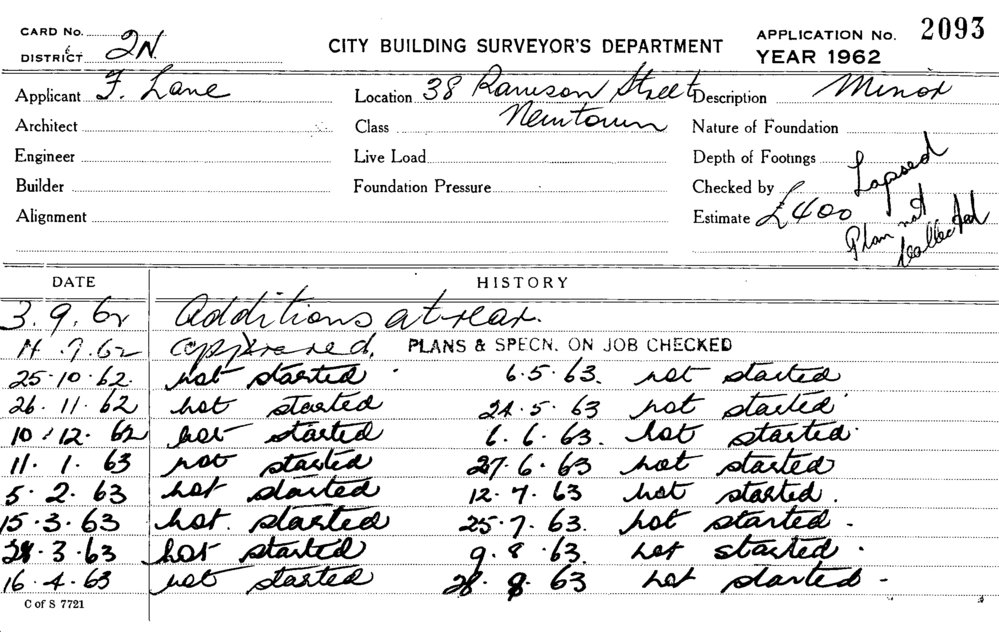 CARD No. 2N.
DISTRICT
CITY BUILDING SURVEYOR'S DEPARTMENT
APPLICATION No. 2093
YEAR 1962
Applicant F. Lane
Location 38 Rawson Street Newtown
Description Minor
Architect
Class
Nature of Foundation
Engineer
Live Load
Depth of Footings
Builder
Foundation Pressure
Checked by
Alignment
Estimate £400
Lapsed
Plan not
collected
DATE HISTORY
3.9.62 Additions at rear.
9.62 approved. PLANS & SPECN. ON JOB CHECKED
25.10.62. not started 6.5.63. not started
26.11.62 not started 24.5.63 not started
10.12.62 not started 6.6.63. not started
11.1.63 not started 27.6.63 not started
5.2.63 not started 12.7.63 not started.
15.3.63 not. started 25.7.63. not started.
28.3.63 not started 9.8.63. not started.
16.4.63 not started 28.8.63 not started
C of S 7721